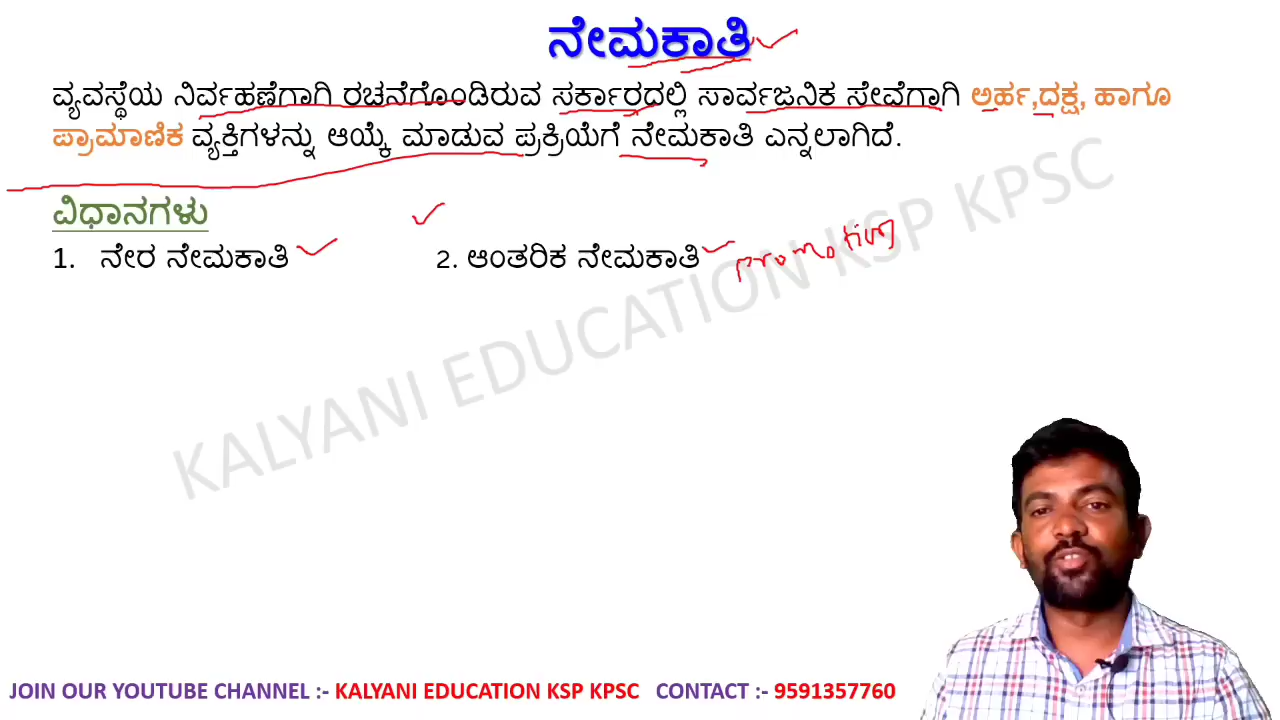 ನೇಮಕಾತಿ
ವ್ಯವಸ್ಥೆಯ ನಿರ್ವಹಣೆಗಾಗಿ ರಚನೆಗೊಂಡಿರುವ ಸರ್ಕಾರದಲ್ಲಿ ಸಾರ್ವಜನಿಕ ಸೇವೆಗಾಗಿ ಅರ್ಹ,ದಕ್ಷ, ಹಾಗೂ
ಪ್ರಾಮಾಣಿಕ ವ್ಯಕ್ತಿಗಳನ್ನು ಆಯ್ಕೆ ಮಾಡುವ ಪ್ರಕ್ರಿಯೆಗೆ ನೇಮಕಾತಿ ಎನ್ನಲಾಗಿದೆ.
ವಿಧಾನಗಳು
1. ನೇರ ನೇಮಕಾತಿ 2. ಆಂತರಿಕ ನೇಮಕಾತಿ promotion
KALYANI EDUCATION KSP KPSC
JOIN OUR YOUTUBE CHANNEL :- KALYANI EDUCATION KSP KPSC CONTACT :- 9591357760